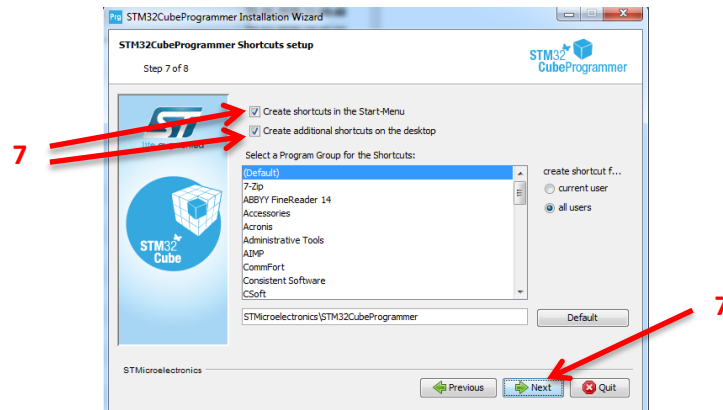 Prg STM32CubeProgrammer Installation Wizard
STM32CubeProgrammer Shortcuts setup
Step 7 of 8
STM32
CubeProgrammer
Create shortcuts in the Start-Menu
Create additional shortcuts on the desktop
7
Select a Program Group for the Shortcuts:
(Default)
7-Zip
ABBYY FineReader 14
Accessories
Acronis
Administrative Tools
AIMP
CommFort
Consistent Software
CSoft
create shortcut f...
current user
all users
STM32
Cube
STMicroelectronics\STM32CubeProgrammer
Default
7
STMicroelectronics
Previous
Next
Quit